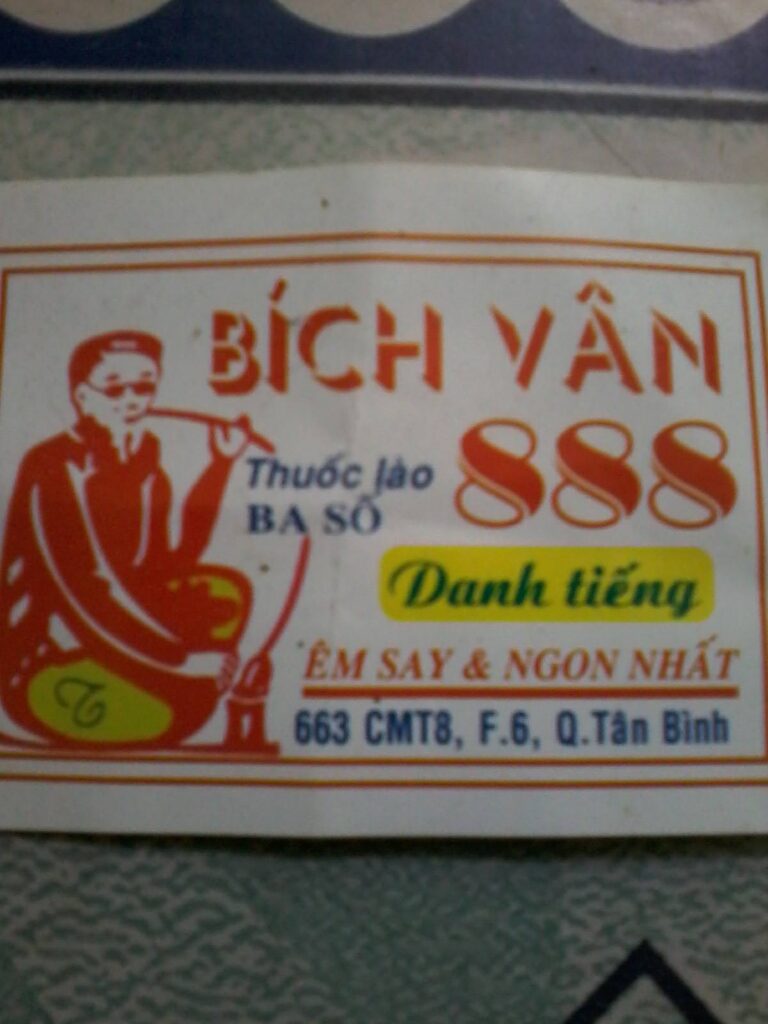 BÍCH VÂN
Thuốc lào
BA SỐ
888
Danh tiếng
ÊM SAY & NGON NHẤT
663 CMT8, F.6, Q.Tân Bình